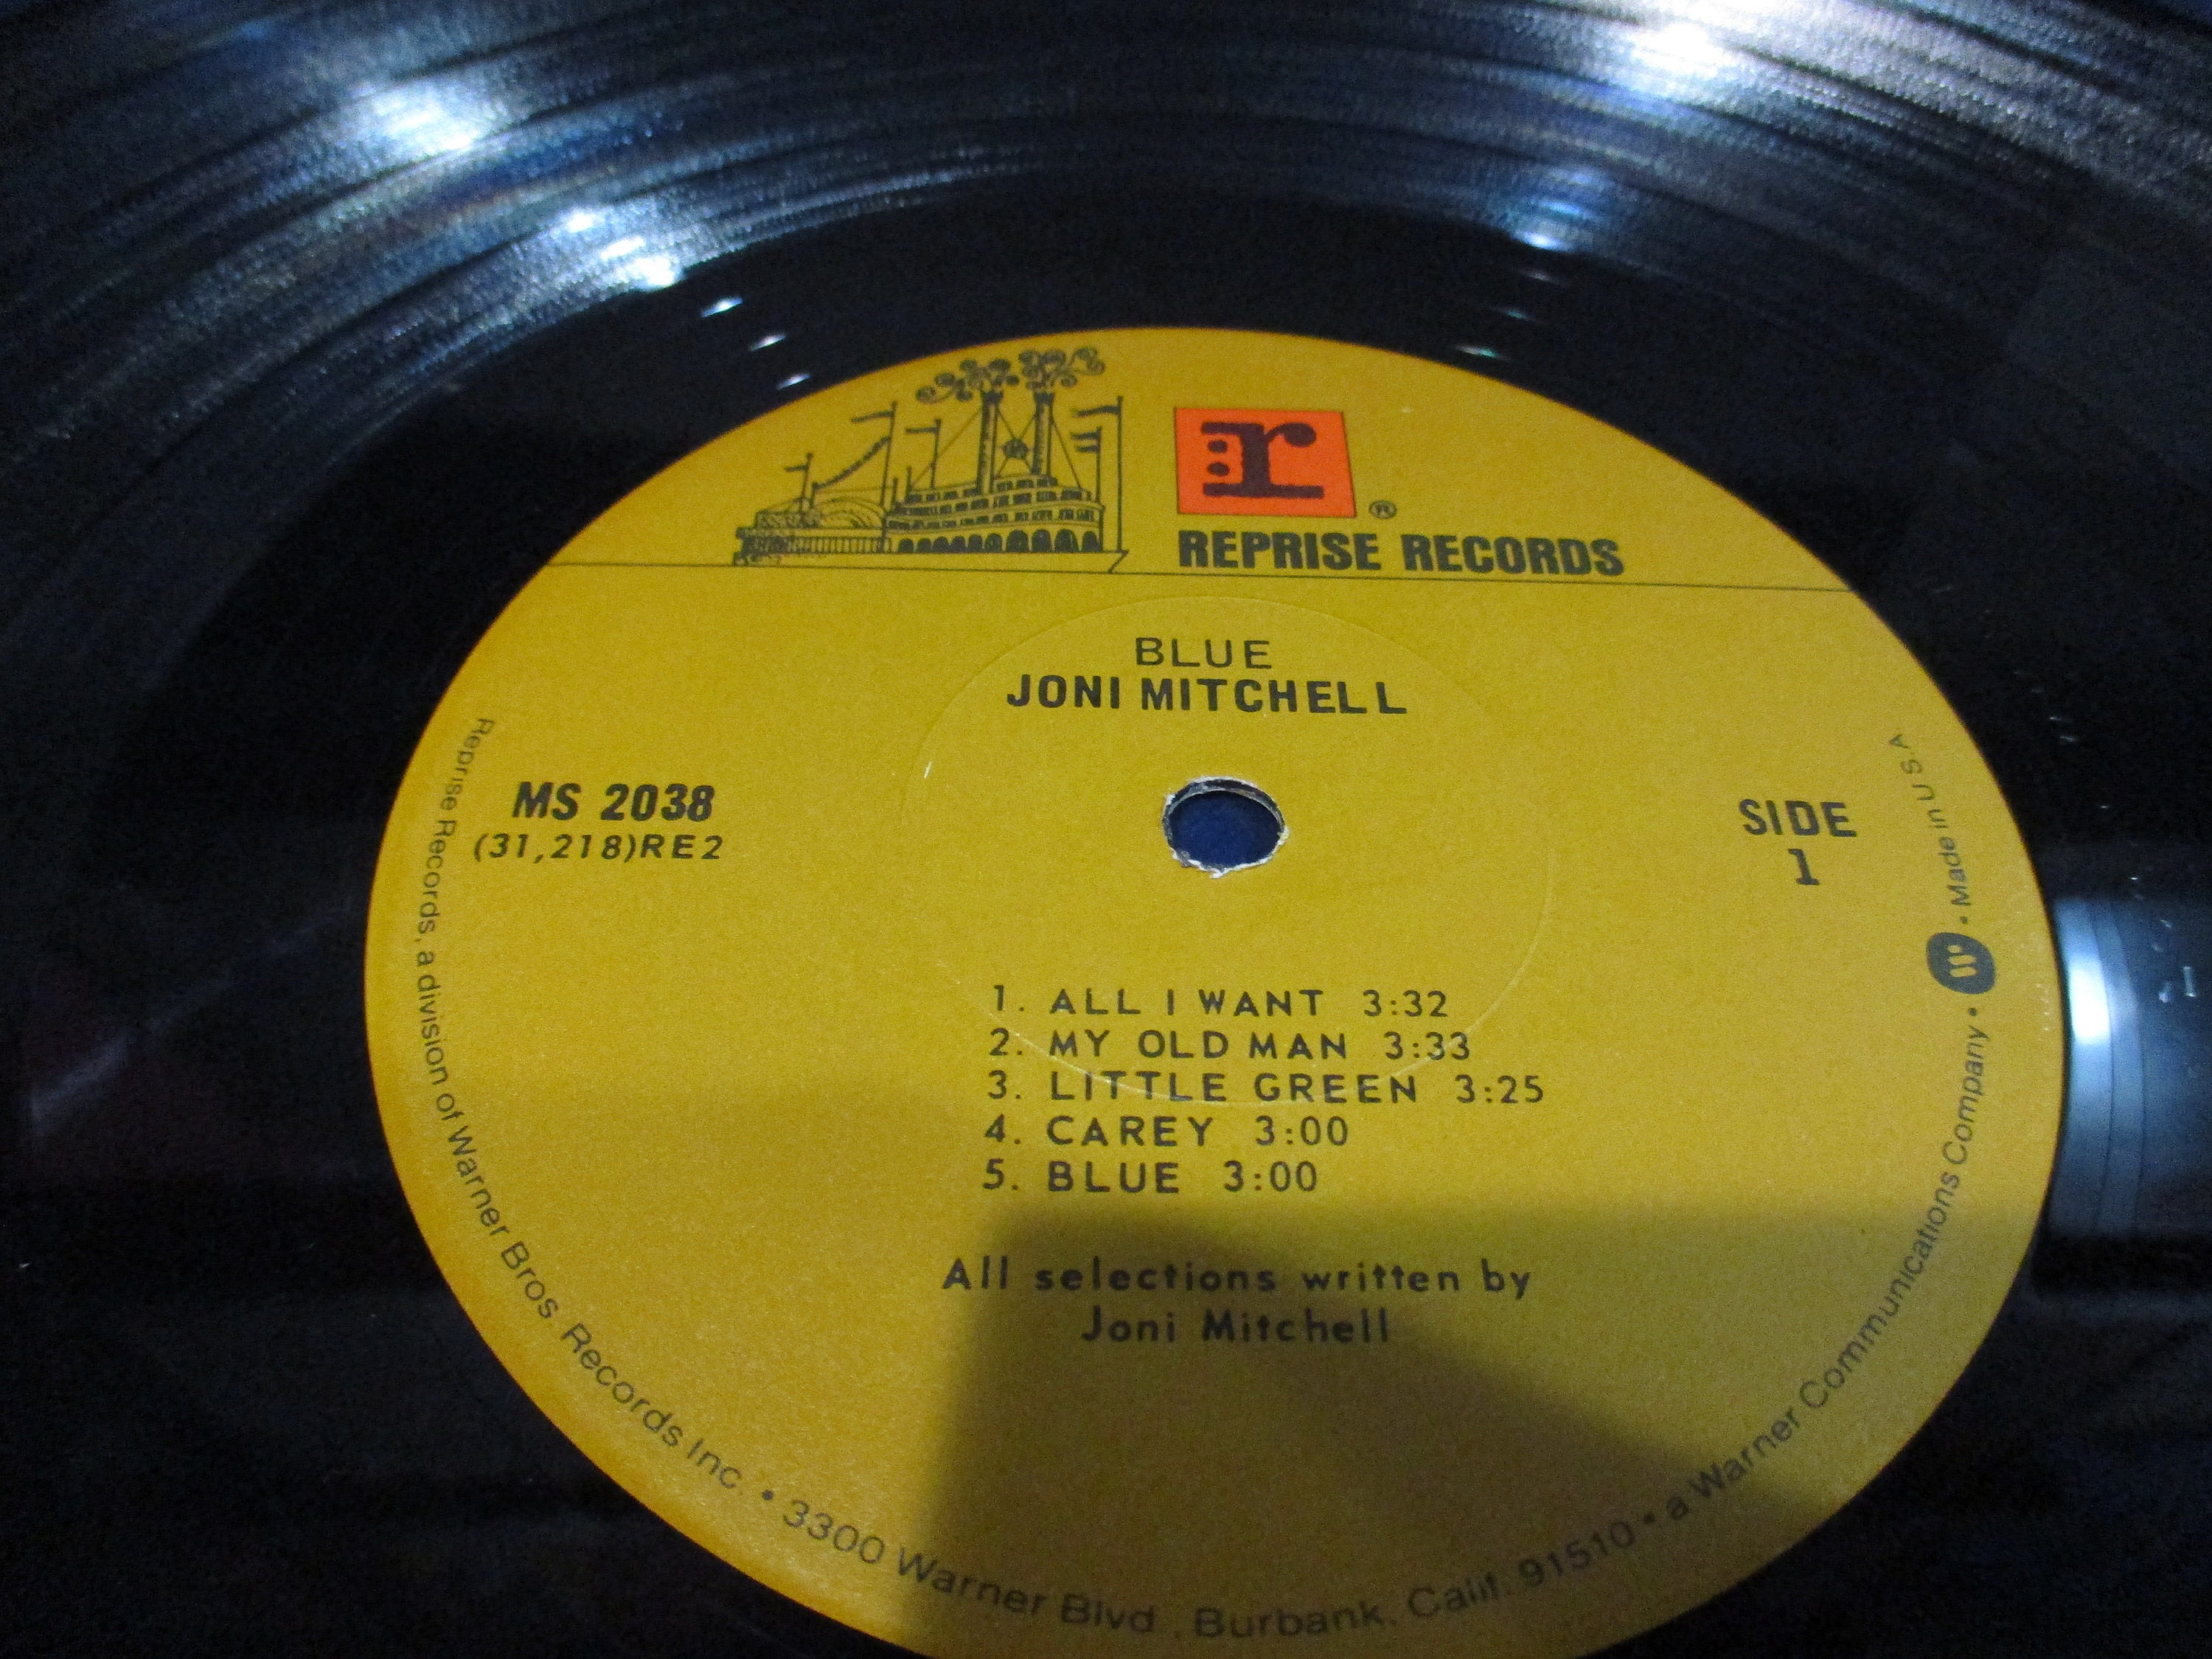 r
®
REPRISE RECORDS
BLUE
JONI MITCHELL
MS 2038
(31,218)RE2
SIDE
1
1. ALL I WANT 3:32
2. MY OLD MAN 3:33
3. LITTLE GREEN 3:25
4. CAREY 3:00
5. BLUE 3:00
All selections written by
Joni Mitchell
Reprise Records, a division of Warner Bros. Records Inc. • 3300 Warner Blvd., Burbank, Calif. 91510 • a Warner Communications Company • W • Made in U.S.A